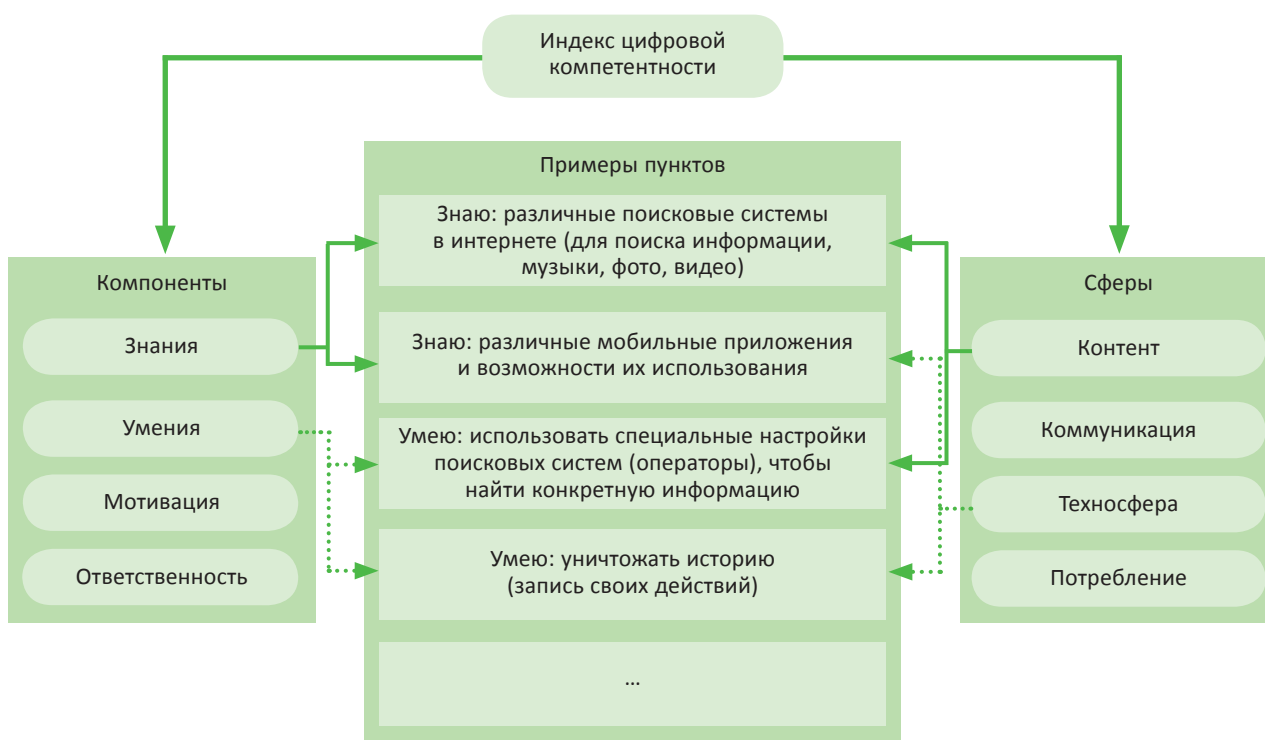 Индекс цифровой
компетентности
Примеры пунктов
Знаю: различные поисковые системы
в интернете (для поиска информации,
музыки, фото, видео)
Знаю: различные мобильные приложения
и возможности их использования
Умею: использовать специальные настройки
поисковых систем (операторы), чтобы
найти конкретную информацию
Умею: уничтожать историю
(запись своих действий)
...
Компоненты
Знания
Умения
Мотивация
Ответственность
Сферы
Контент
Коммуникация
Техносфера
Потребление